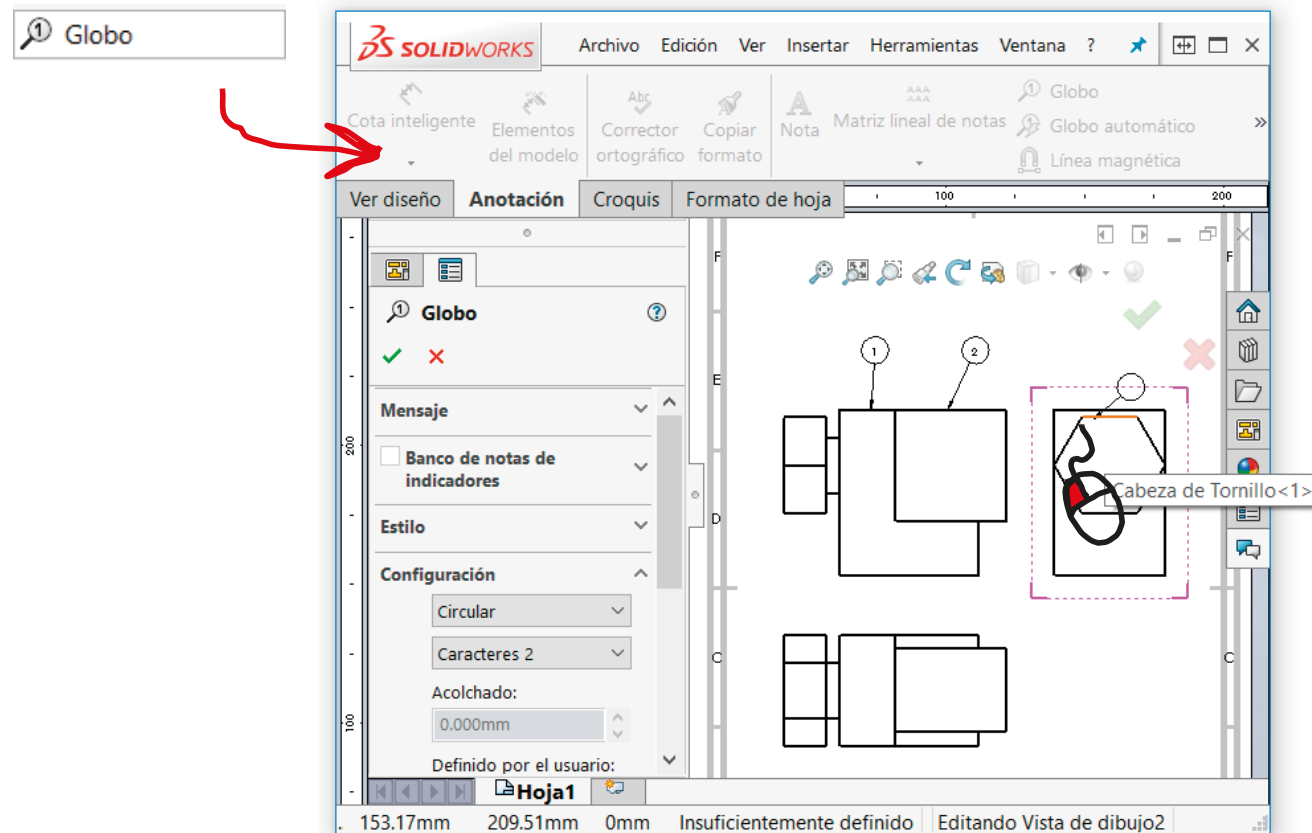 Globo
SOLIDWORKS
Archivo Edición Ver Insertar Herramientas Ventana ?
Cota inteligente
Elementos
del modelo
Corrector
ortográfico
Copiar
formato
Nota
Matriz lineal de notas
Globo
Globo automático
Línea magnética
»
Ver diseño Anotación Croquis Formato de hoja
100 200
Globo
Mensaje
Banco de notas de
indicadores
Estilo
Configuración
Circular
Caracteres 2
Acolchado:
0.000mm
Definido por el usuario:
200
100
F F
E
D
C C
1 2
Cabeza de Tornillo<1>
Hoja1
153.17mm 209.51mm 0mm Insuficientemente definido Editando Vista de dibujo2